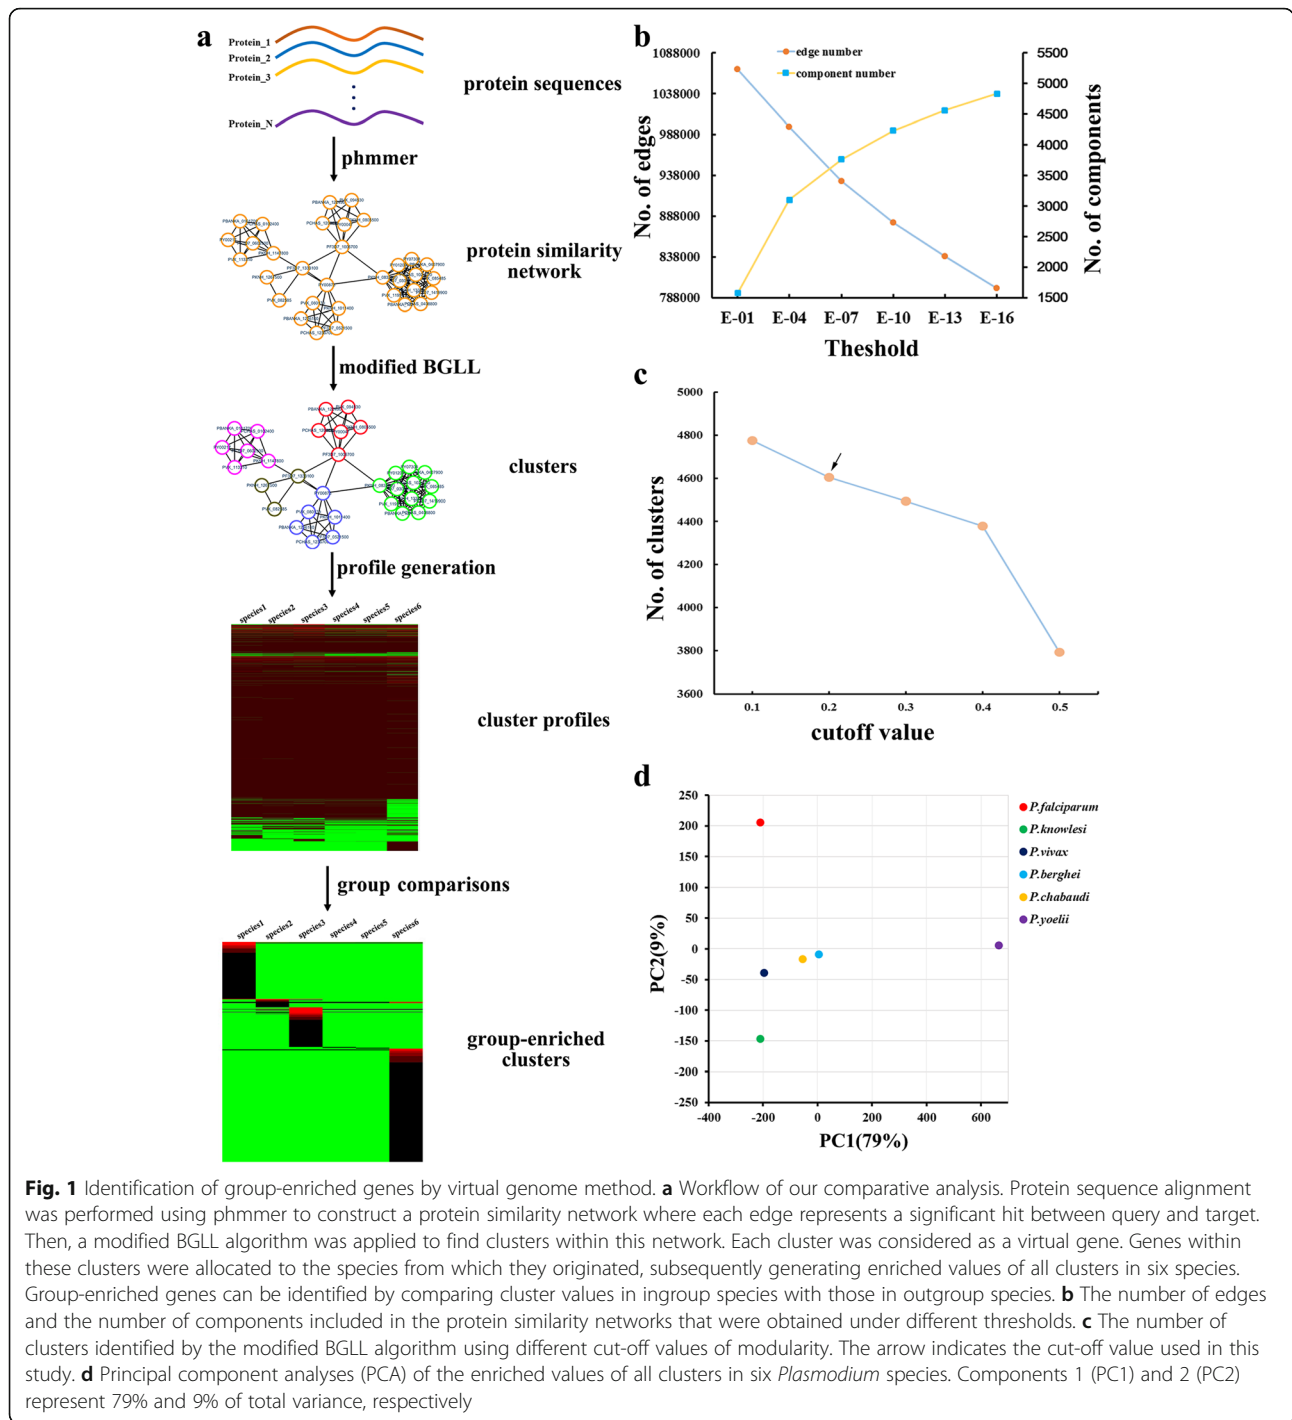 a
Protein_1
Protein_2
Protein_3
Protein_N
protein sequences
phmmer
protein similarity
network
modified BGLL
clusters
profile generation
species1 species2 species3 species4 species5 species6
cluster profiles
group comparisons
species1 species2 species3 species4 species5 species6
group-enriched
clusters
b
edge number
component number
No. of edges
1088000
1038000
988000
938000
888000
838000
788000
5500
5000
4500
4000
3500
3000
2500
2000
1500
No. of components
E-01 E-04 E-07 E-10 E-13 E-16
Theshold
c
No. of clusters
5000
4800
4600
4400
4200
4000
3800
3600
0.1 0.2 0.3 0.4 0.5
cutoff value
d
PC2(9%)
250
200
150
100
50
0
-50
-100
-150
-200
-250
-400 -200 0 200 400 600
PC1(79%)
P.falciparum
P.knowlesi
P.vivax
P.berghei
P.chabaudi
P.yoelii
Fig. 1 Identification of group-enriched genes by virtual genome method. a Workflow of our comparative analysis. Protein sequence alignment
was performed using phmmer to construct a protein similarity network where each edge represents a significant hit between query and target.
Then, a modified BGLL algorithm was applied to find clusters within this network. Each cluster was considered as a virtual gene. Genes within
these clusters were allocated to the species from which they originated, subsequently generating enriched values of all clusters in six species.
Group-enriched genes can be identified by comparing cluster values in ingroup species with those in outgroup species. b The number of edges
and the number of components included in the protein similarity networks that were obtained under different thresholds. c The number of
clusters identified by the modified BGLL algorithm using different cut-off values of modularity. The arrow indicates the cut-off value used in this
study. d Principal component analyses (PCA) of the enriched values of all clusters in six Plasmodium species. Components 1 (PC1) and 2 (PC2)
represent 79% and 9% of total variance, respectively